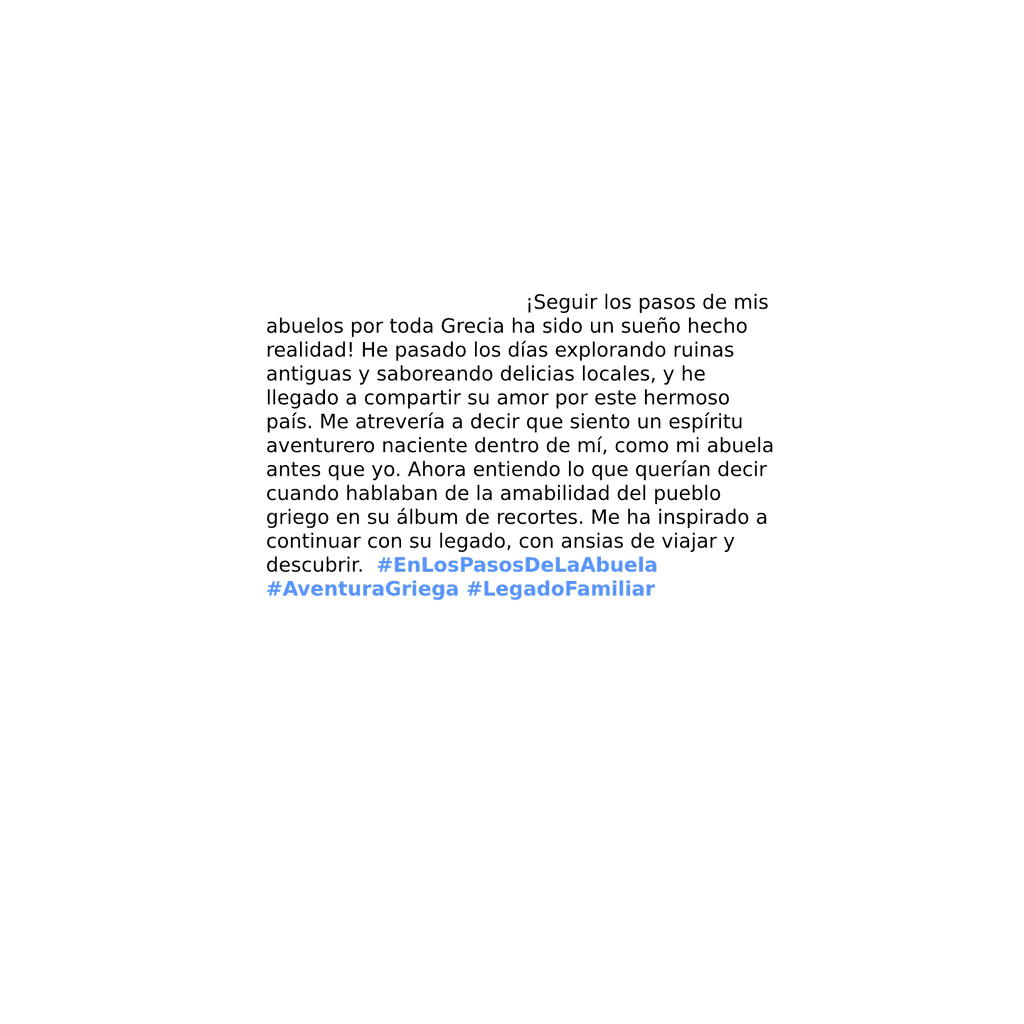 ¡Seguir los pasos de mis
abuelos por toda Grecia ha sido un sueño hecho
realidad! He pasado los días explorando ruinas
antiguas y saboreando delicias locales, y he
llegado a compartir su amor por este hermoso
país. Me atrevería a decir que siento un espíritu
aventurero naciente dentro de mí, como mi abuela
antes que yo. Ahora entiendo lo que querían decir
cuando hablaban de la amabilidad del pueblo
griego en su álbum de recortes. Me ha inspirado a
continuar con su legado, con ansias de viajar y
descubrir. #EnLosPasosDeLaAbuela
#AventuraGriega #LegadoFamiliar